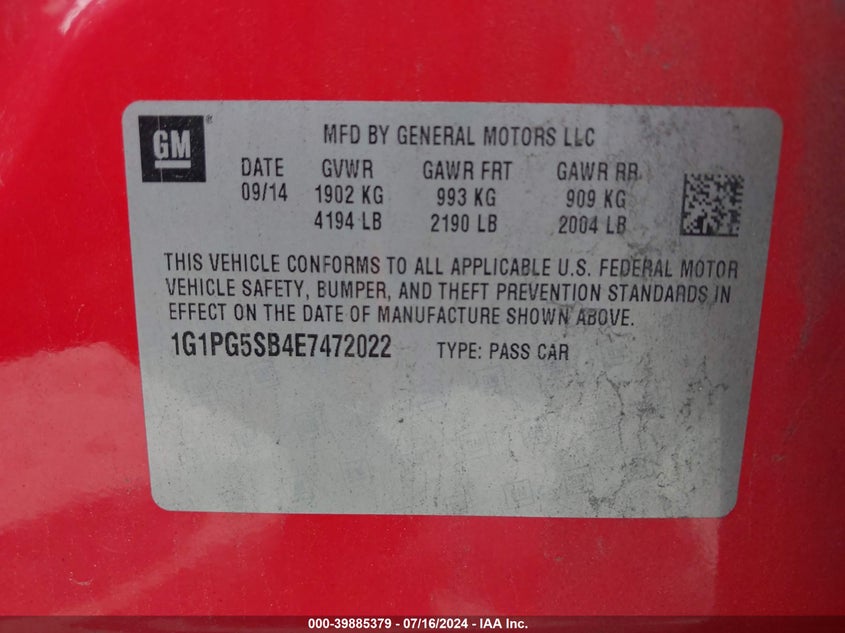 GM®
MFD BY GENERAL MOTORS LLC
DATE GVWR GAWR FRT GAWR RR
09/14 1902 KG 993 KG 909 KG
4194 LB 2190 LB 2004 LB
THIS VEHICLE CONFORMS TO ALL APPLICABLE U.S. FEDERAL MOTOR
VEHICLE SAFETY, BUMPER, AND THEFT PREVENTION STANDARDS IN
EFFECT ON THE DATE OF MANUFACTURE SHOWN ABOVE.
1G1PG5SB4E7472022 TYPE: PASS CAR
000-39885379 - 07/16/2024 - IAA Inc.